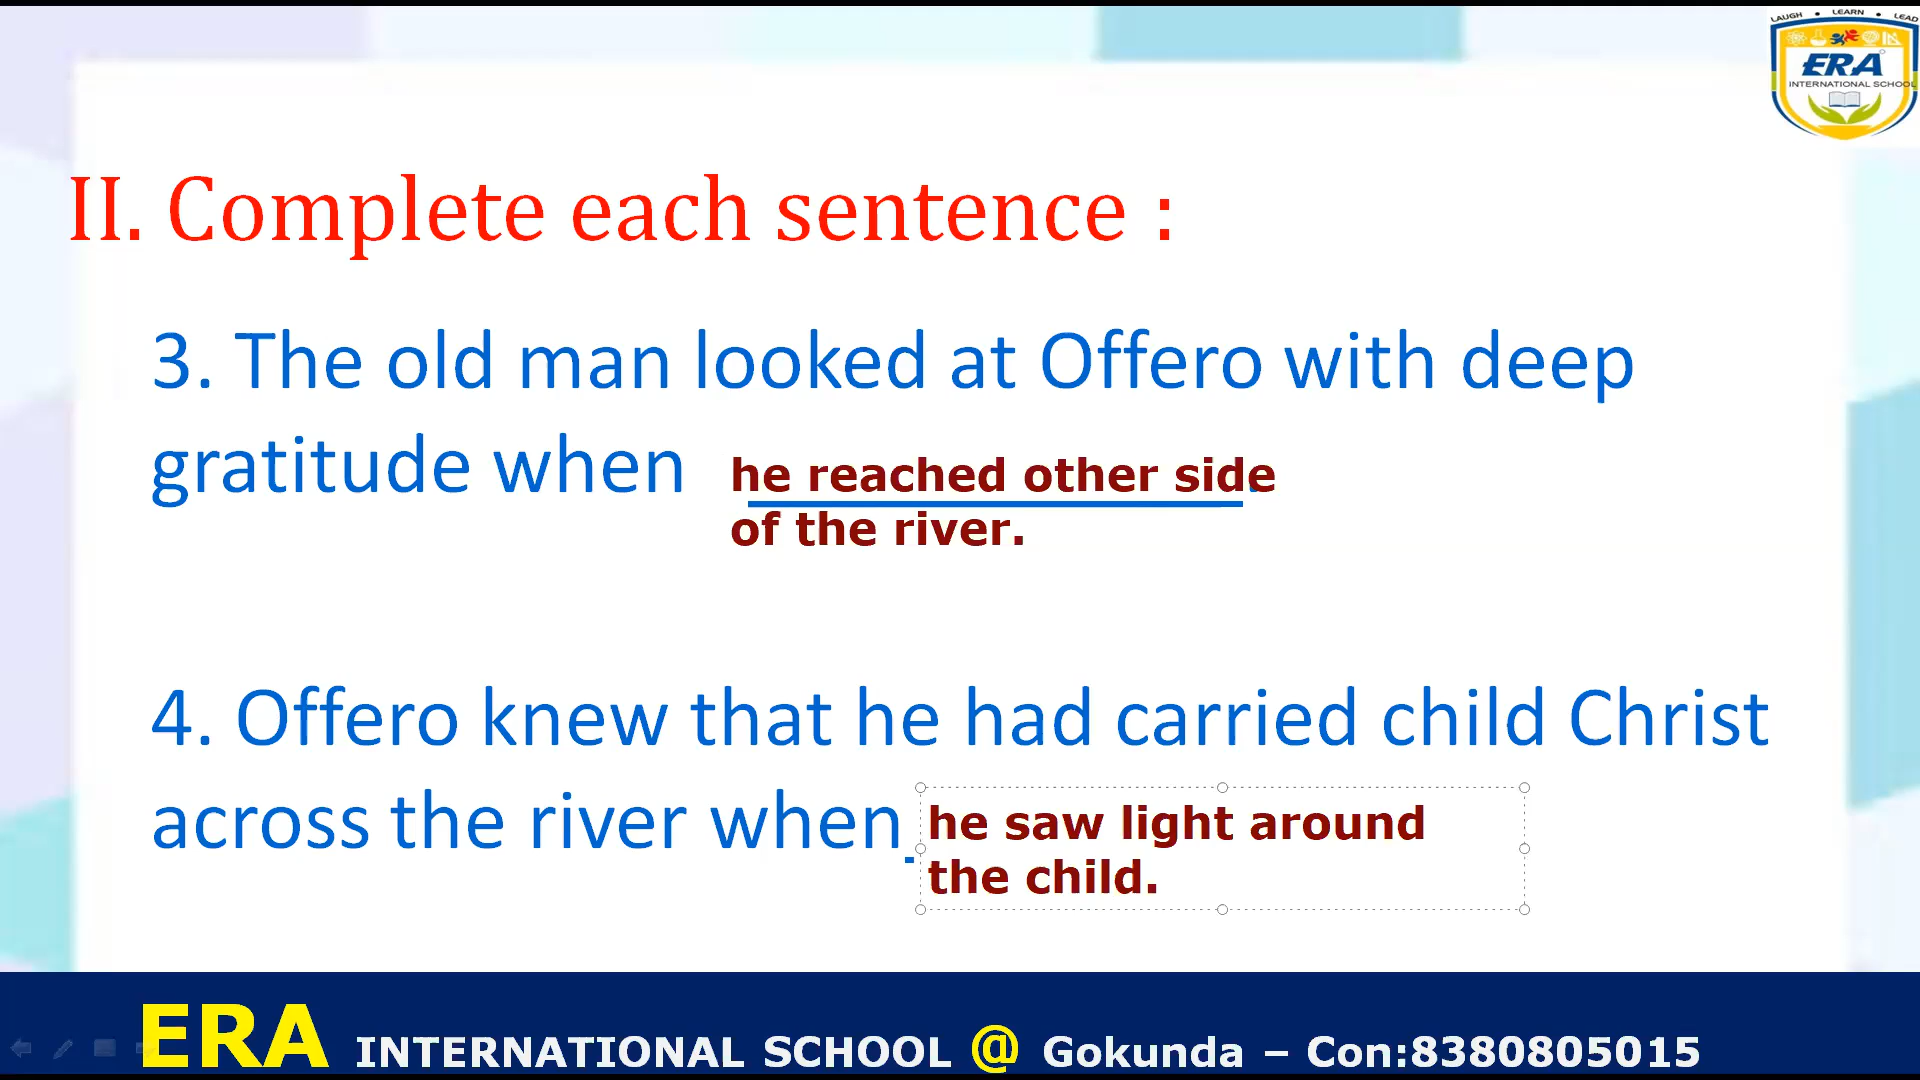 LAUGH • LEARN • LEAD
ERA
INTERNATIONAL SCHOOL
II. Complete each sentence :
3. The old man looked at Offero with deep
gratitude when he reached other side
of the river.
4. Offero knew that he had carried child Christ
across the river when he saw light around
the child.
ERA INTERNATIONAL SCHOOL @ Gokunda – Con:8380805015